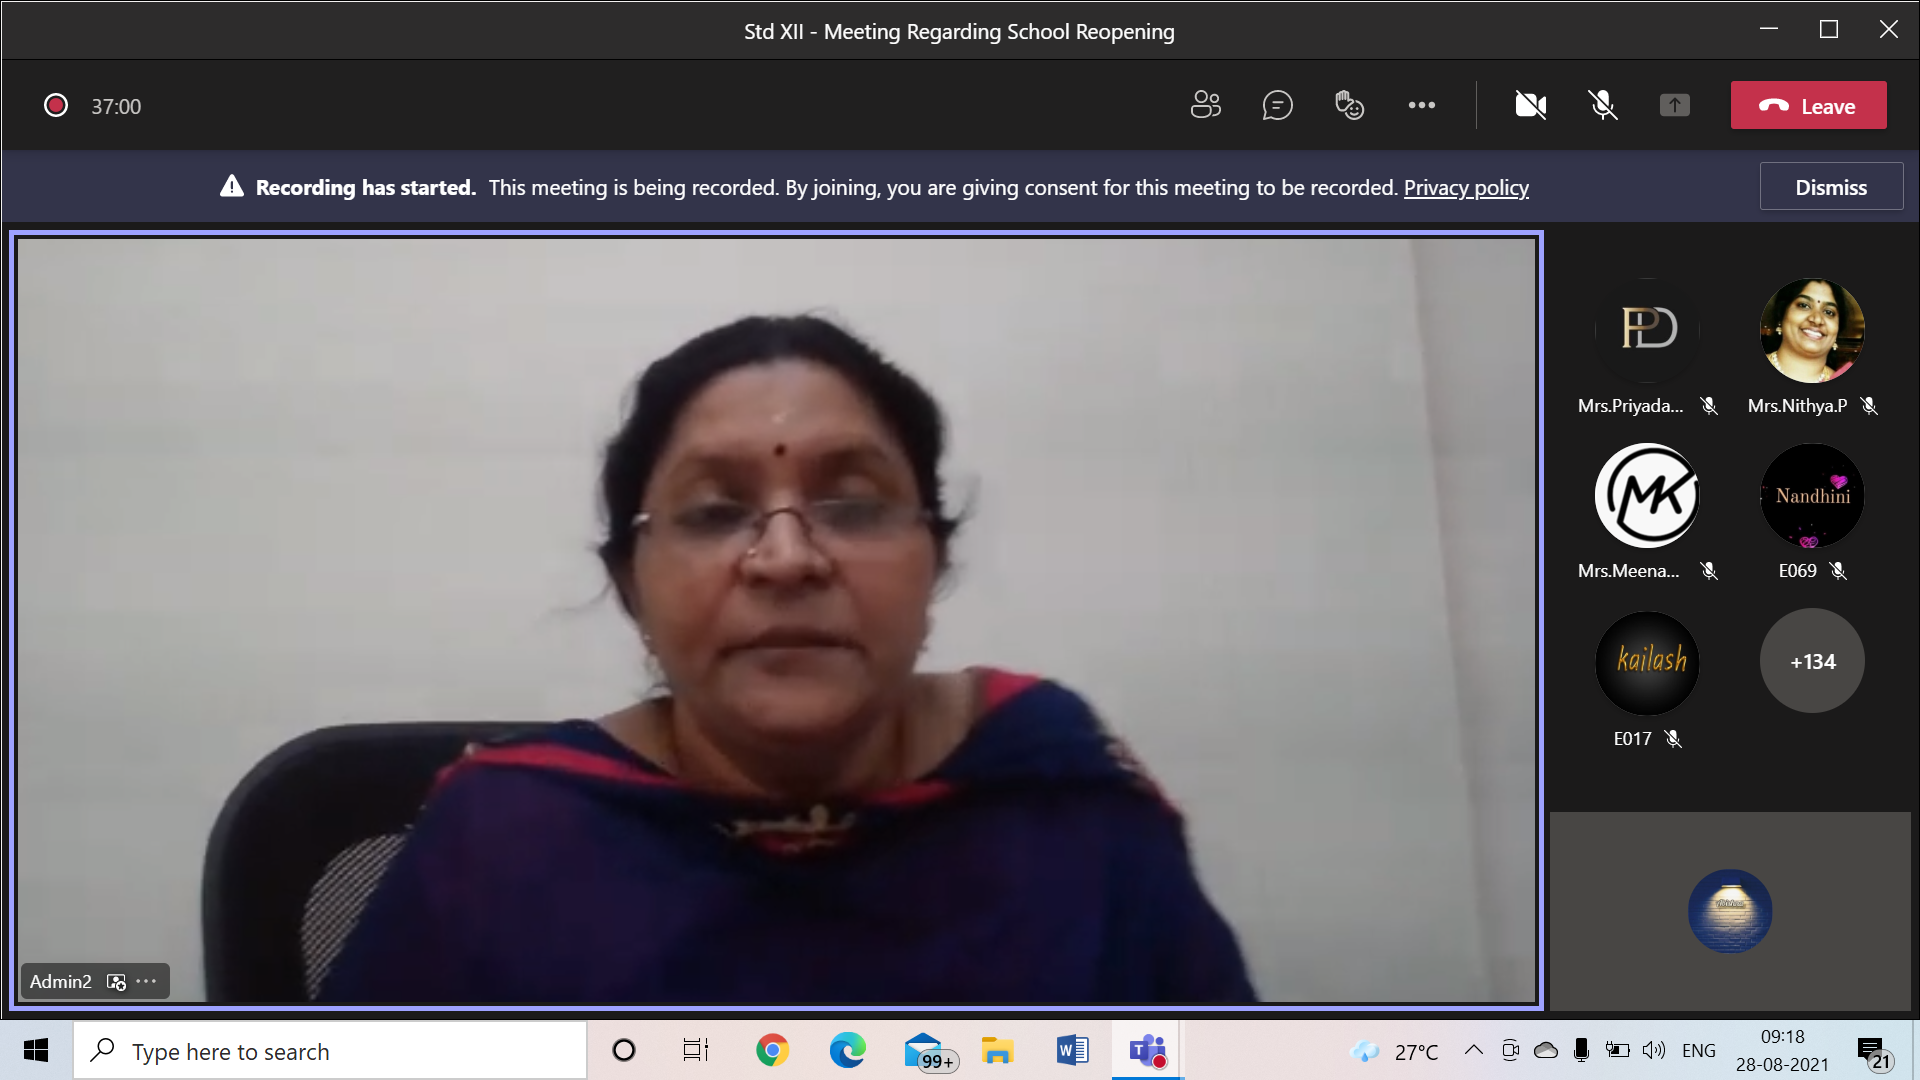 Std XII - Meeting Regarding School Reopening
37:00
Leave
Recording has started. This meeting is being recorded. By joining, you are giving consent for this meeting to be recorded. Privacy policy
Dismiss
PD
Mrs.Priyada...
Mrs.Nithya.P
MK
Nandhini
Mrs.Meena...
E069
kailash
+134
E017
Admin2
Type here to search
99+
27°C
ENG
09:18
28-08-2021
21